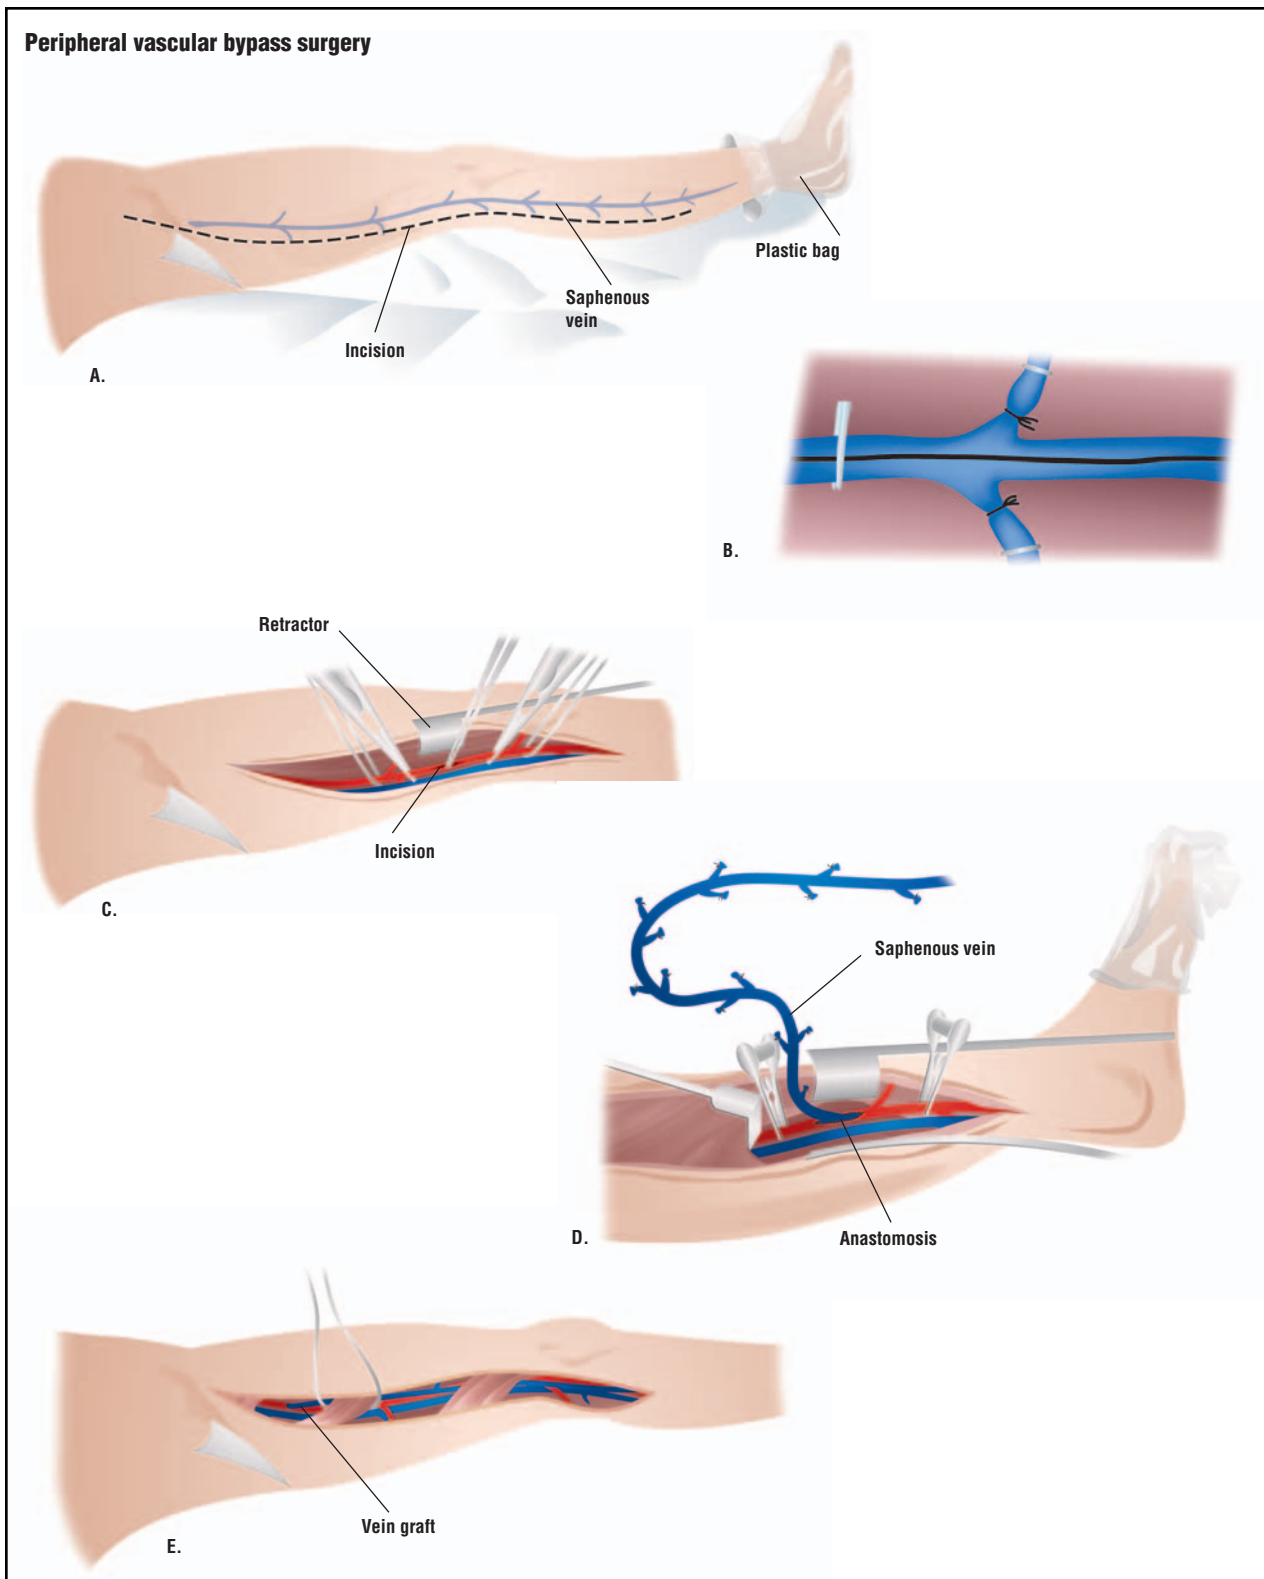 Peripheral vascular bypass surgery
Plastic bag
Saphenous
vein
Incision
A.
B.
Retractor
Incision
C.
Saphenous vein
D.
Anastomosis
Vein graft
E.